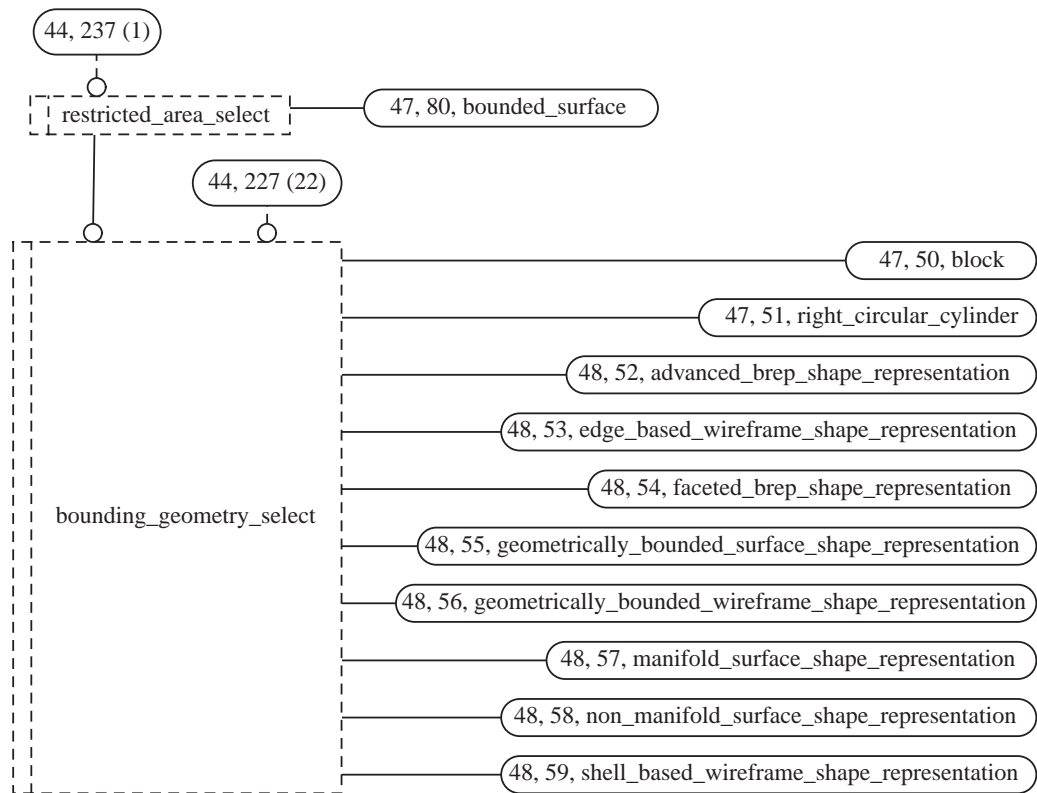 44, 237 (1)
restricted_area_select
47, 80, bounded_surface
44, 227 (22)
47, 50, block
47, 51, right_circular_cylinder
48, 52, advanced_brep_shape_representation
48, 53, edge_based_wireframe_shape_representation
48, 54, faceted_brep_shape_representation
bounding_geometry_select
48, 55, geometrically_bounded_surface_shape_representation
48, 56, geometrically_bounded_wireframe_shape_representation
48, 57, manifold_surface_shape_representation
48, 58, non_manifold_surface_shape_representation
48, 59, shell_based_wireframe_shape_representation